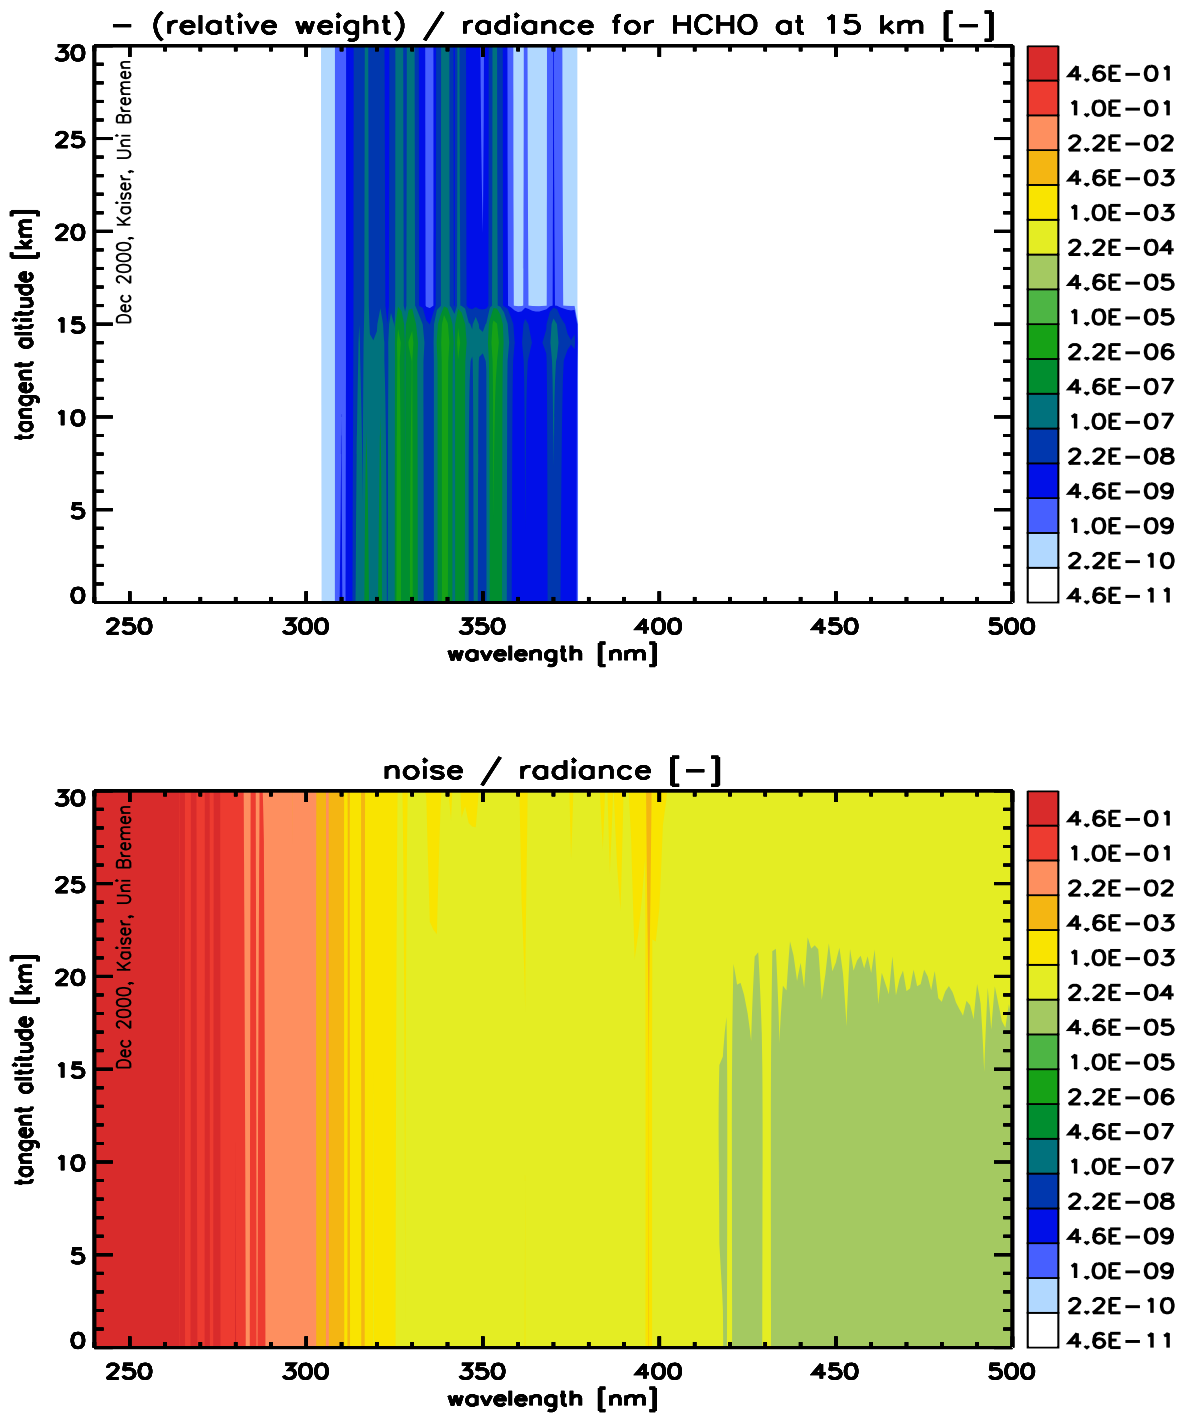 − (relative weight) / radiance for HCHO at 15 km [−]
30
25
20
15
10
5
0
tangent altitude [km]
Dec 2000, Kaiser, Uni Bremen
250 300 350 400 450 500
wavelength [nm]
4.6E−01
1.0E−01
2.2E−02
4.6E−03
1.0E−03
2.2E−04
4.6E−05
1.0E−05
2.2E−06
4.6E−07
1.0E−07
2.2E−08
4.6E−09
1.0E−09
2.2E−10
4.6E−11
noise / radiance [−]
30
25
20
15
10
5
0
tangent altitude [km]
Dec 2000, Kaiser, Uni Bremen
250 300 350 400 450 500
wavelength [nm]
4.6E−01
1.0E−01
2.2E−02
4.6E−03
1.0E−03
2.2E−04
4.6E−05
1.0E−05
2.2E−06
4.6E−07
1.0E−07
2.2E−08
4.6E−09
1.0E−09
2.2E−10
4.6E−11